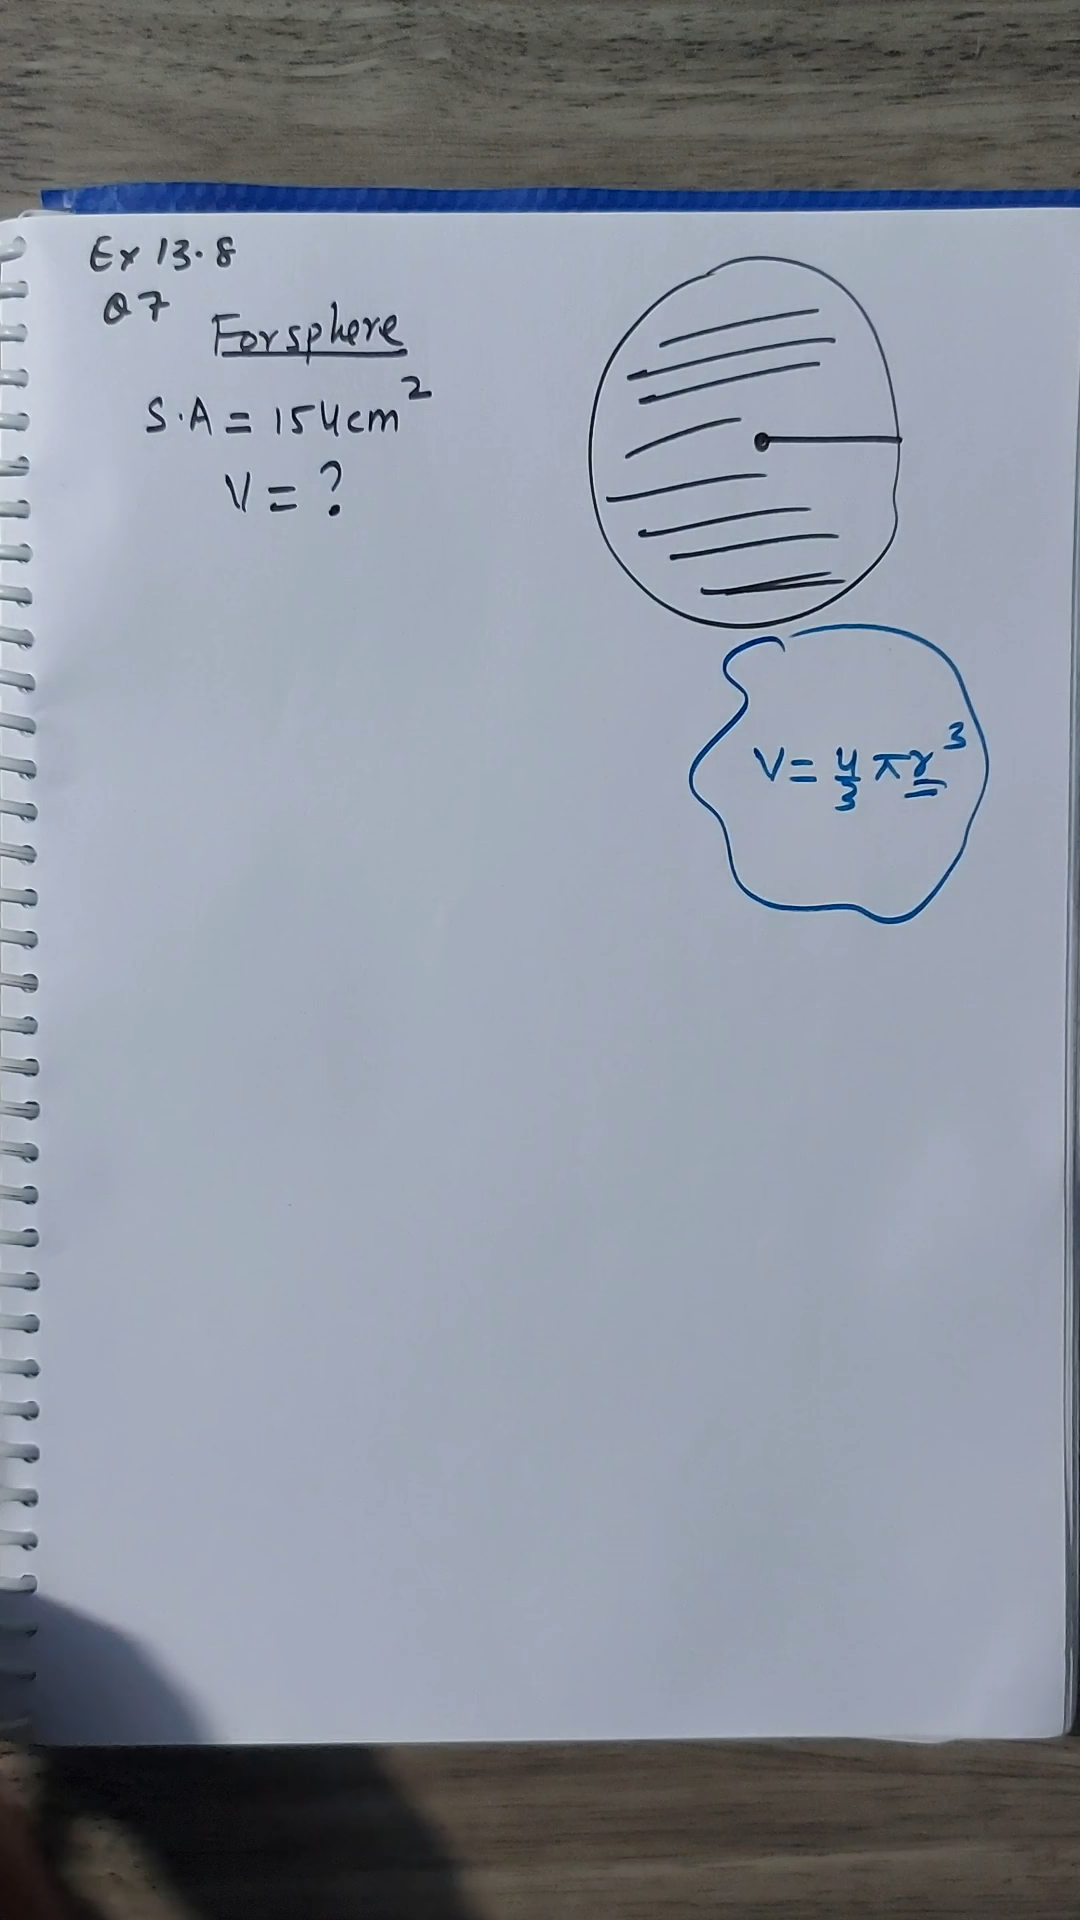 Ex 13.8
Q7
For sphere
S.A = 154cm²
V = ?
V = 4/3 πr³